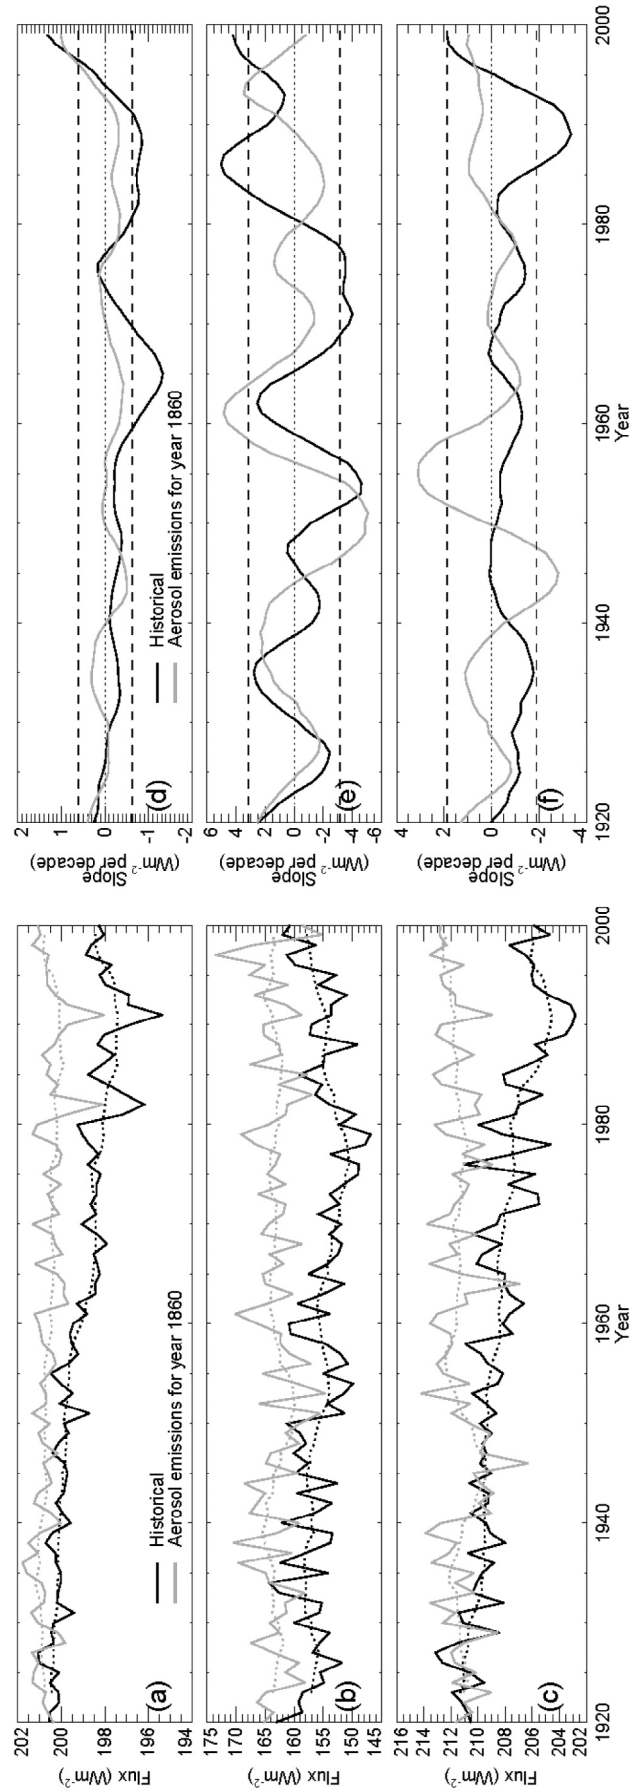 Flux (Wm⁻²)
202
200
198
196
194
(a)
Historical
Aerosol emissions for year 1860
Flux (Wm⁻²)
175
170
165
160
155
150
145
(b)
Flux (Wm⁻²)
216
214
212
210
208
206
204
202
(c)
1920 1940 1960 1980 2000
Year
Slope
(Wm⁻² per decade)
2
1
0
-1
-2
(d)
Historical
Aerosol emissions for year 1860
Slope
(Wm⁻² per decade)
6
4
2
0
-2
-4
-6
(e)
Slope
(Wm⁻² per decade)
4
2
0
-2
-4
(f)
1920 1940 1960 1980 2000
Year